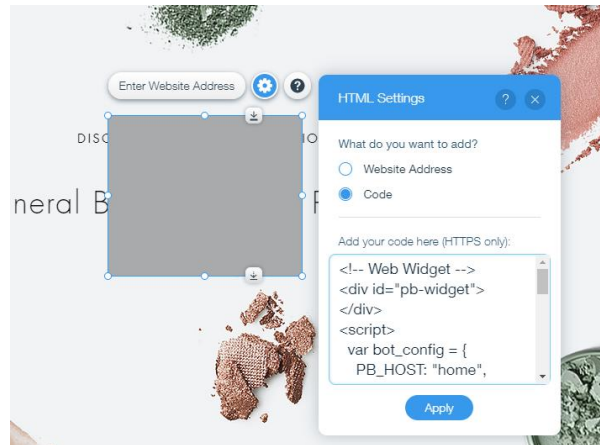 Enter Website Address
?
HTML Settings
? ×
DISC
IO
What do you want to add?
Website Address
Code
neral B
Add your code here (HTTPS only):
<!-- Web Widget -->
<div id="pb-widget">
</div>
<script>
var bot_config = {
PB_HOST: "home",
Apply